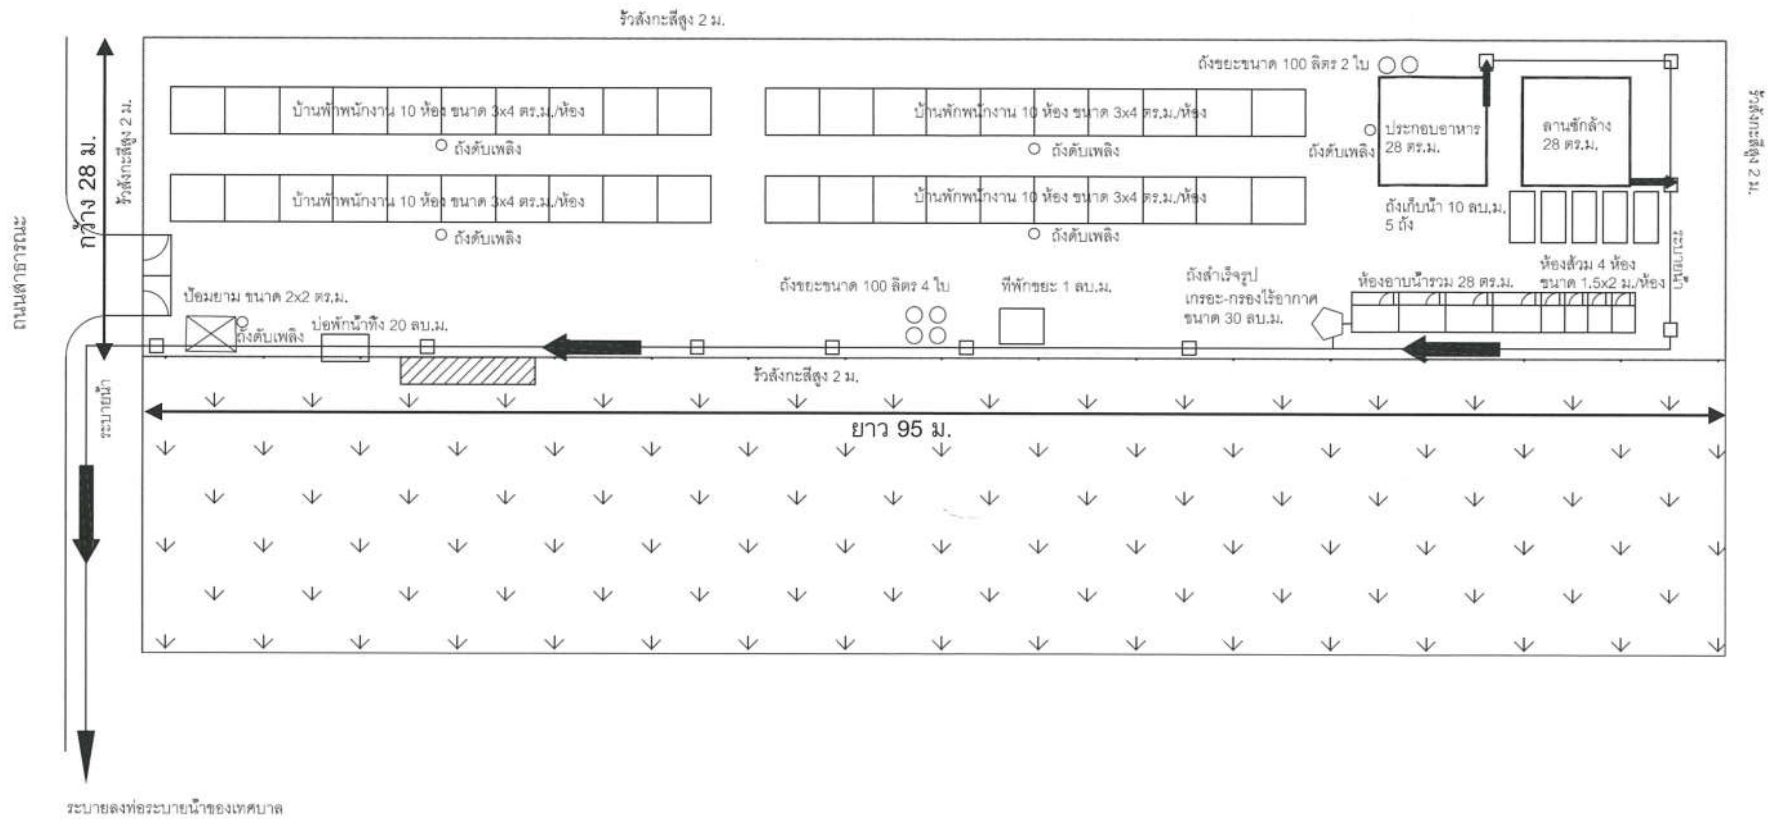 รั้วสังกะสีสูง 2 ม.
ถังขยะขนาด 100 ลิตร 2 ใบ
บ้านพักพนักงาน 10 ห้อง ขนาด 3x4 ตร.ม./ห้อง
บ้านพักพนักงาน 10 ห้อง ขนาด 3x4 ตร.ม./ห้อง
ประกอบอาหาร
28 ตร.ม.
ลานซักล้าง
28 ตร.ม.
รั้วสังกะสีสูง 2 ม.
รั้วสังกะสีสูง 2 ม.
กว้าง 28 ม.
ถังดับเพลิง
ถังดับเพลิง
ถังดับเพลิง
บ้านพักพนักงาน 10 ห้อง ขนาด 3x4 ตร.ม./ห้อง
บ้านพักพนักงาน 10 ห้อง ขนาด 3x4 ตร.ม./ห้อง
ถังเก็บน้ำ 10 ลบ.ม.
5 ถัง
ถังดับเพลิง
ถังดับเพลิง
ถนนสาธารณะ
ระบายน้ำ
ป้อมยาม ขนาด 2x2 ตร.ม.
ถังดับเพลิง
บ่อพักน้ำทิ้ง 20 ลบ.ม.
ถังขยะขนาด 100 ลิตร 4 ใบ
ที่พักขยะ 1 ลบ.ม.
ถังสำเร็จรูป
เกรอะ-กรองไร้อากาศ
ขนาด 30 ลบ.ม.
ห้องอาบน้ำรวม 28 ตร.ม.
ห้องส้วม 4 ห้อง
ขนาด 1.5x2 ม./ห้อง
รั้วสังกะสีสูง 2 ม.
ระบายน้ำ
ยาว 95 ม.
ระบายลงท่อระบายน้ำของเทศบาล